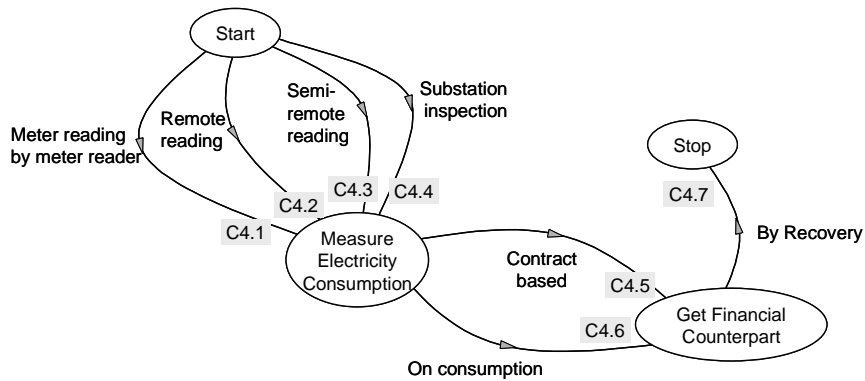 Start
Meter reading
by meter reader
Remote
reading
Semi-
remote
reading
Substation
inspection
C4.1
C4.2
C4.3
C4.4
Measure
Electricity
Consumption
Contract
based
C4.5
On consumption
C4.6
Get Financial
Counterpart
By Recovery
C4.7
Stop